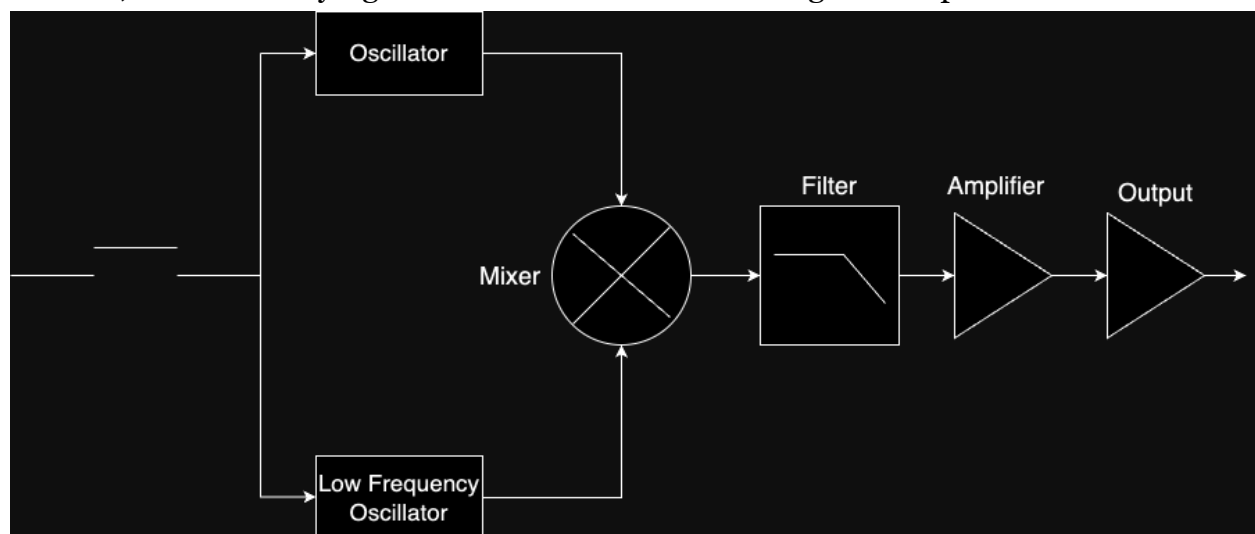 Oscillator
Filter
Amplifier
Output
Mixer
Low Frequency
Oscillator